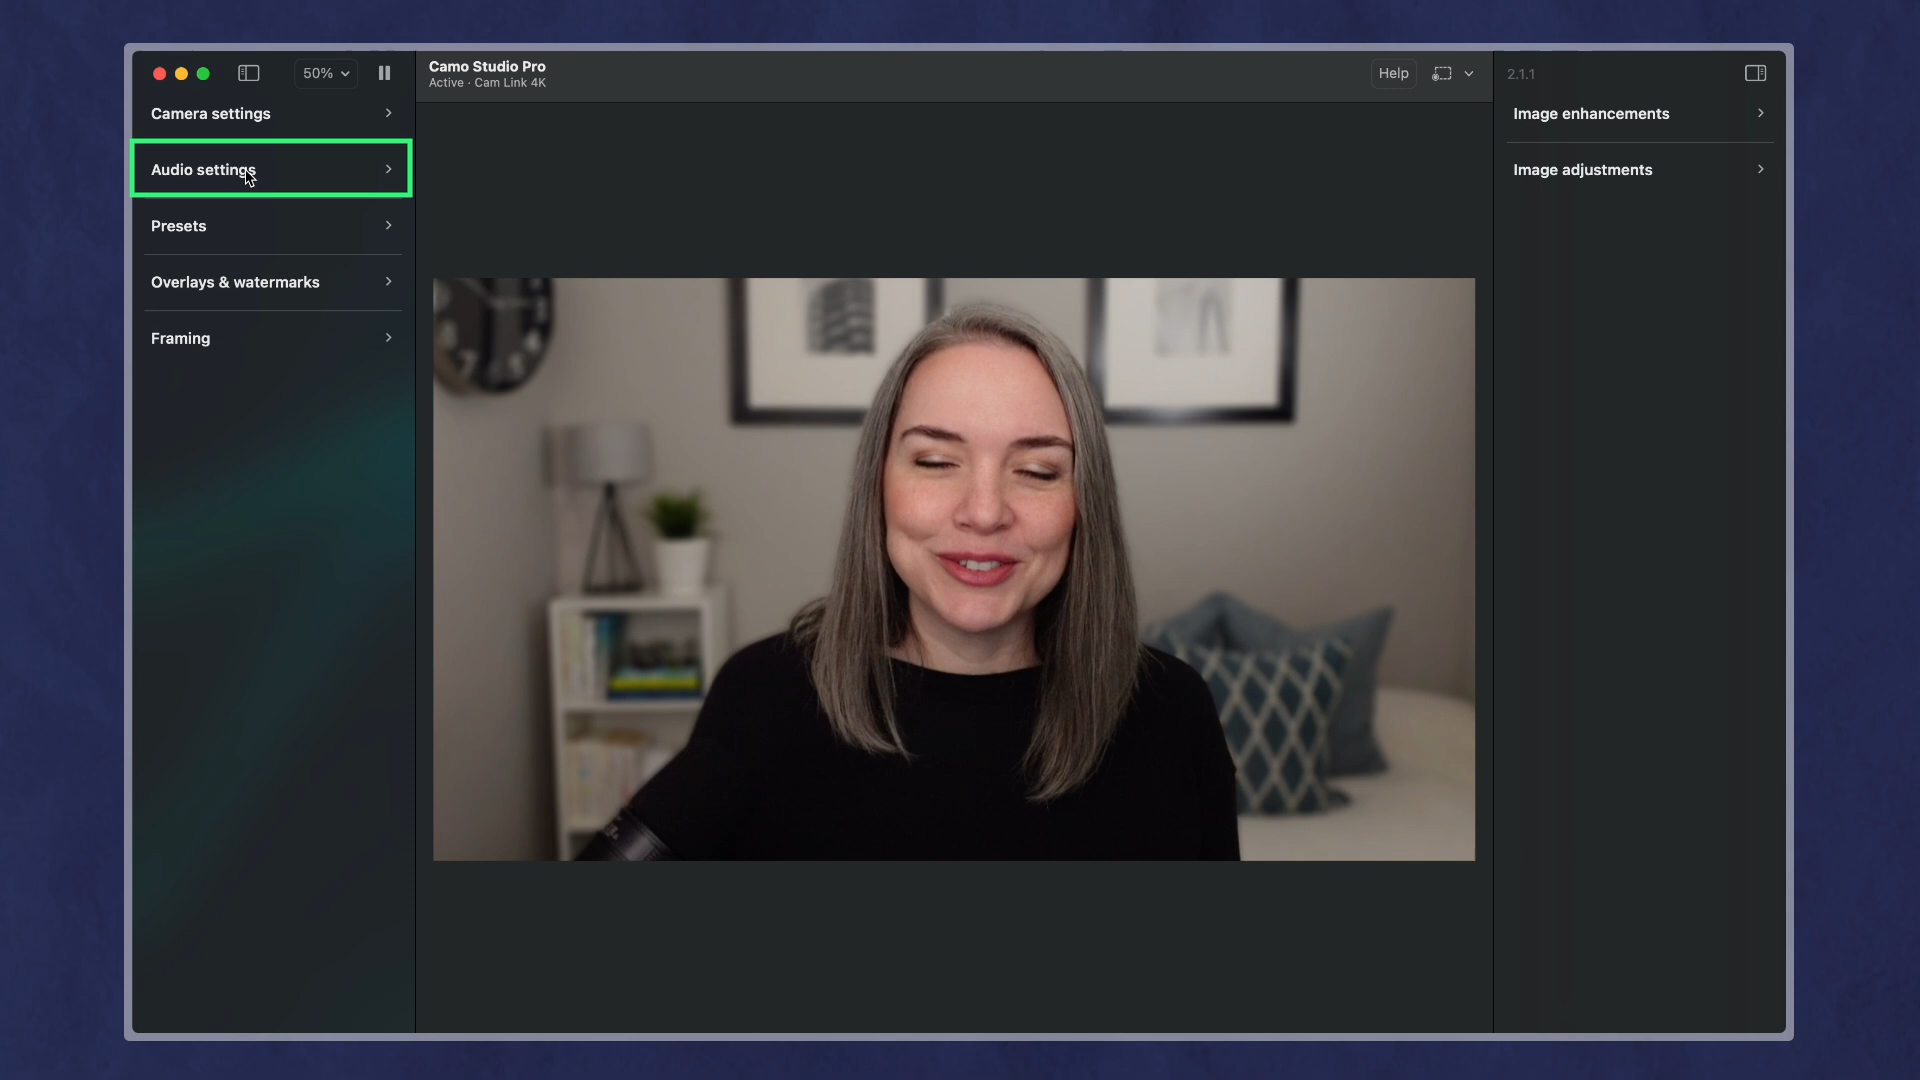 50%
Camo Studio Pro
Active · Cam Link 4K
Help
2.1.1
Camera settings
Audio settings
Presets
Overlays & watermarks
Framing
Image enhancements
Image adjustments